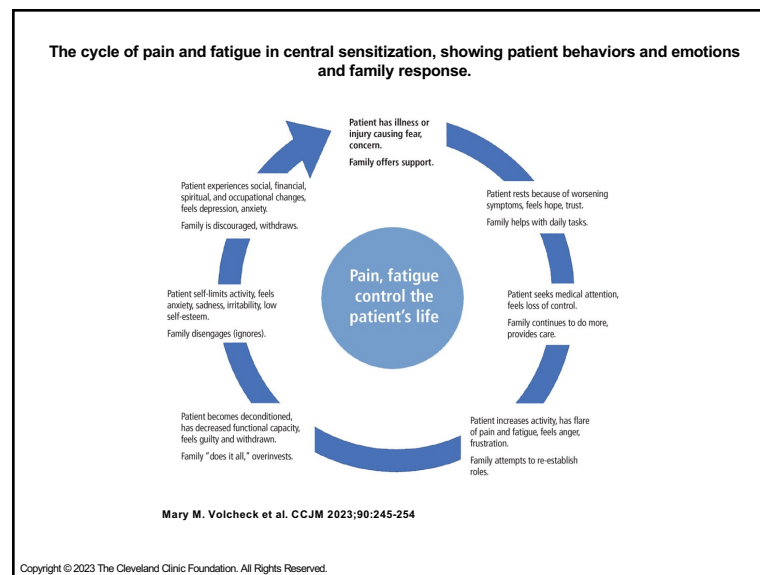 The cycle of pain and fatigue in central sensitization, showing patient behaviors and emotions
and family response.
Patient has illness or
injury causing fear,
concern.
Family offers support.
Patient rests because of worsening
symptoms, feels hope, trust.
Family helps with daily tasks.
Patient seeks medical attention,
feels loss of control.
Family continues to do more,
provides care.
Patient increases activity, has flare
of pain and fatigue, feels anger,
frustration.
Family attempts to re-establish
roles.
Patient becomes deconditioned,
has decreased functional capacity,
feels guilty and withdrawn.
Family “does it all,” overinvests.
Patient self-limits activity, feels
anxiety, sadness, irritability, low
self-esteem.
Family disengages (ignores).
Patient experiences social, financial,
spiritual, and occupational changes,
feels depression, anxiety.
Family is discouraged, withdraws.
Pain, fatigue
control the
patient’s life
Mary M. Volcheck et al. CCJM 2023;90:245-254
Copyright © 2023 The Cleveland Clinic Foundation. All Rights Reserved.